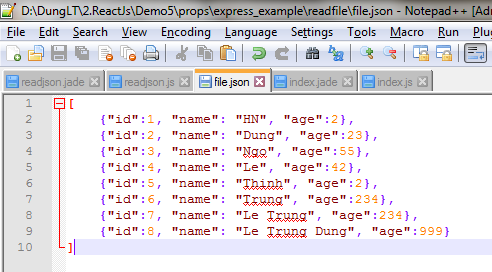 D:\DungLT\2.ReactJs\Demo5\props\express_example\readfile\file.json - Notepad++ [Ad
File Edit Search View Encoding Language Settings Tools Macro Run Plug
readjson.jade readjson.js file.json index.jade index.js
1 [
2 {"id":1, "name": "HN", "age":2},
3 {"id":2, "name": "Dung", "age":23},
4 {"id":3, "name": "Ngo", "age":55},
5 {"id":4, "name": "Le", "age":42},
6 {"id":5, "name": "Thinh", "age":2},
7 {"id":6, "name": "Trung", "age":234},
8 {"id":7, "name": "Le Trung", "age":234},
9 {"id":8, "name": "Le Trung Dung", "age":999}
10 ]